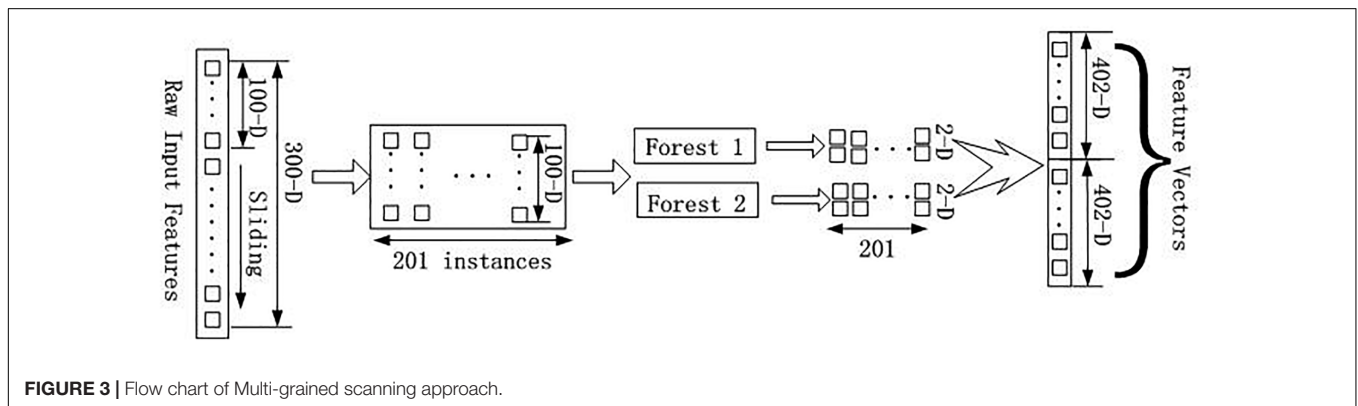 Raw Input Features
100-D
Sliding
300-D
100-D
201 instances
Forest 1
Forest 2
2-D
2-D
201
402-D
402-D
Feature Vectors
FIGURE 3 | Flow chart of Multi-grained scanning approach.